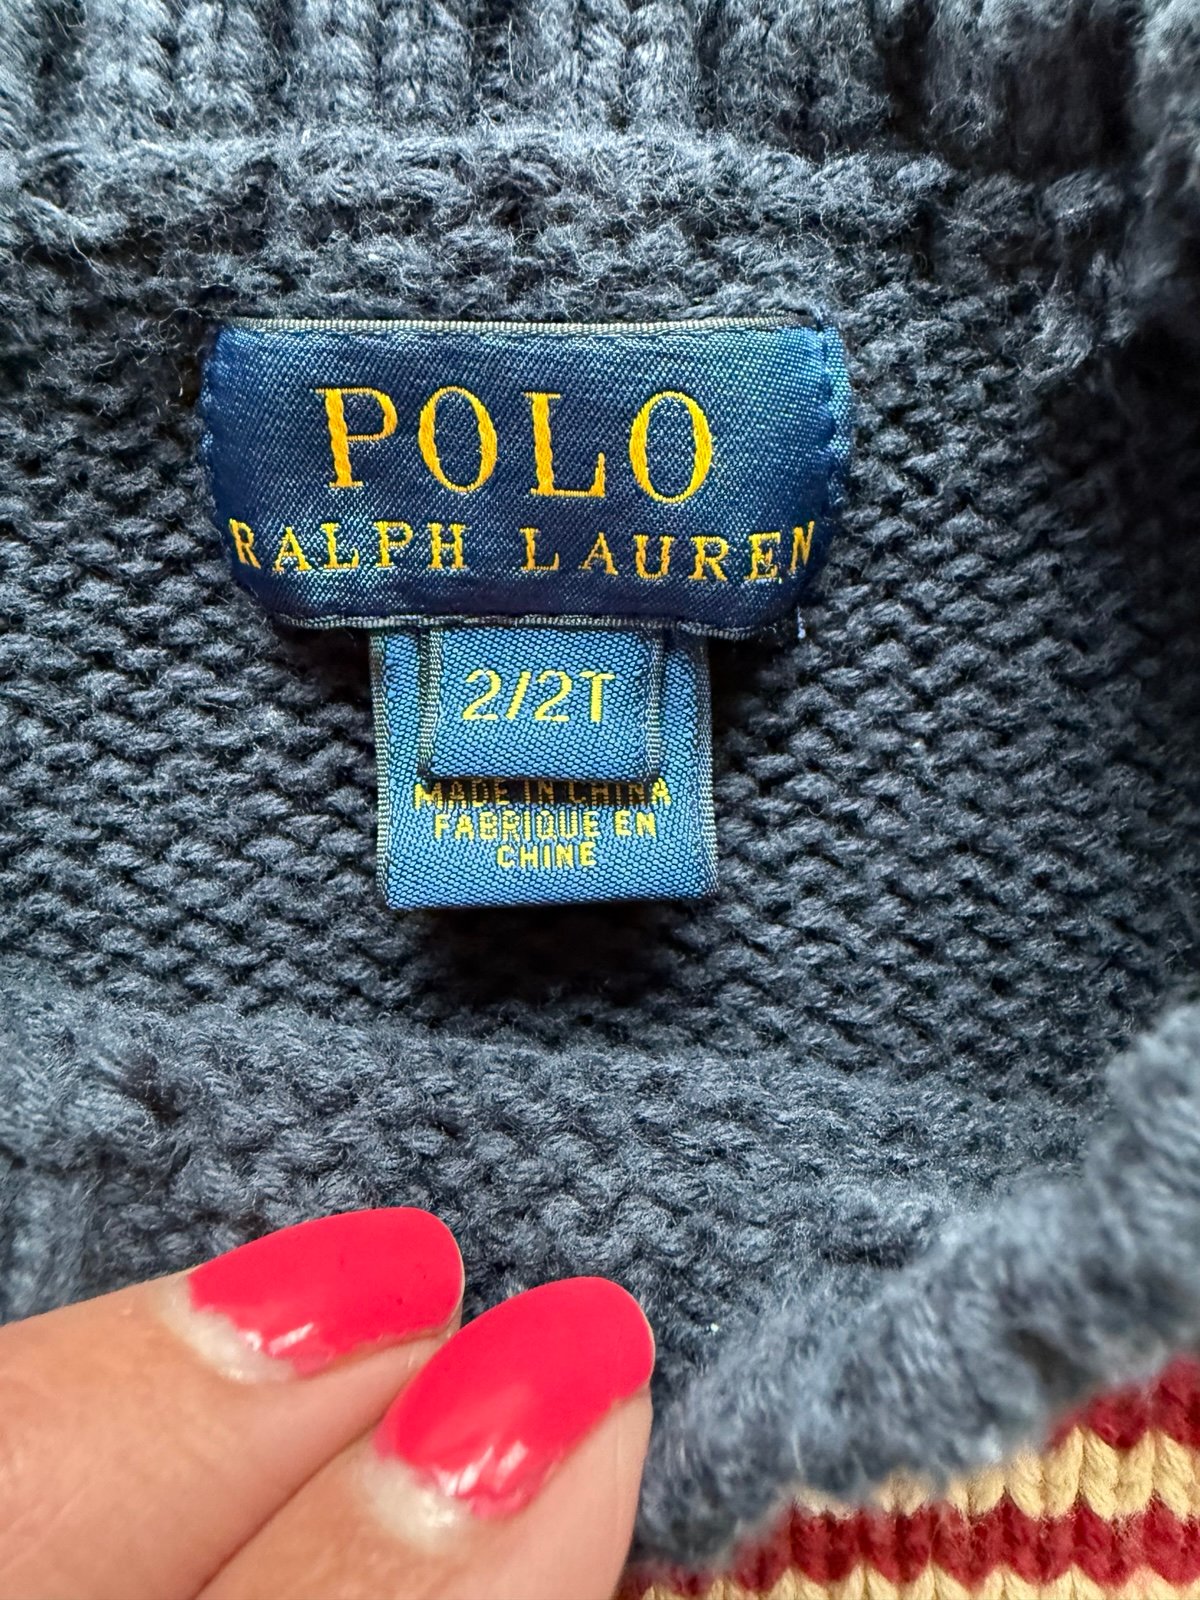 POLO
RALPH LAUREN
2/2T
MADE IN CHINA
FABRIQUE EN
CHINE